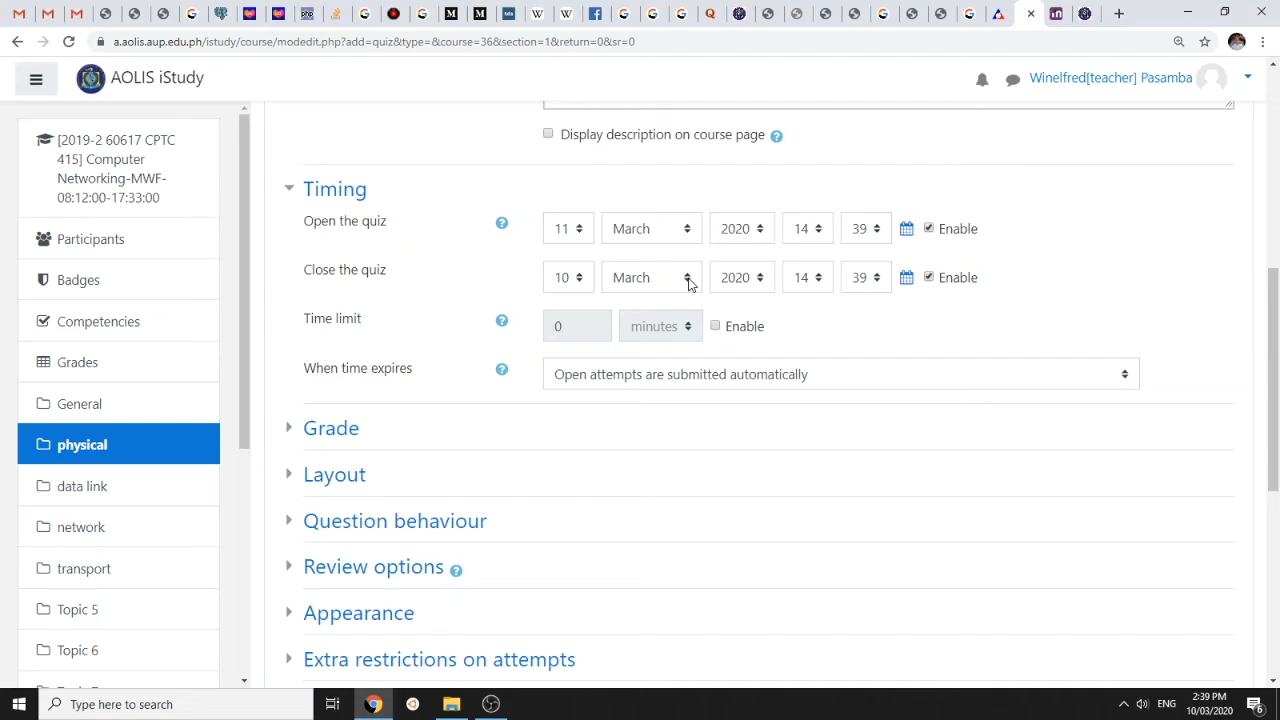 tds
W
W
Q
in
a.aolis.aup.edu.ph/istudy/course/modedit.php?add=quiz&type=&course=36&section=1&return=0&sr=0
AOLIS iStudy
Winelfred[teacher] Pasamba
[2019-2 60617 CPTC
415] Computer
Networking-MWF-
08:12:00-17:33:00
Participants
Badges
Competencies
Grades
General
physical
data link
network
transport
Topic 5
Topic 6
Display description on course page
Timing
Open the quiz
11 March 2020 14 39 Enable
Close the quiz
10 March 2020 14 39 Enable
Time limit
0 minutes Enable
When time expires
Open attempts are submitted automatically
Grade
Layout
Question behaviour
Review options
Appearance
Extra restrictions on attempts
Type here to search
ENG
2:39 PM
10/03/2020
6